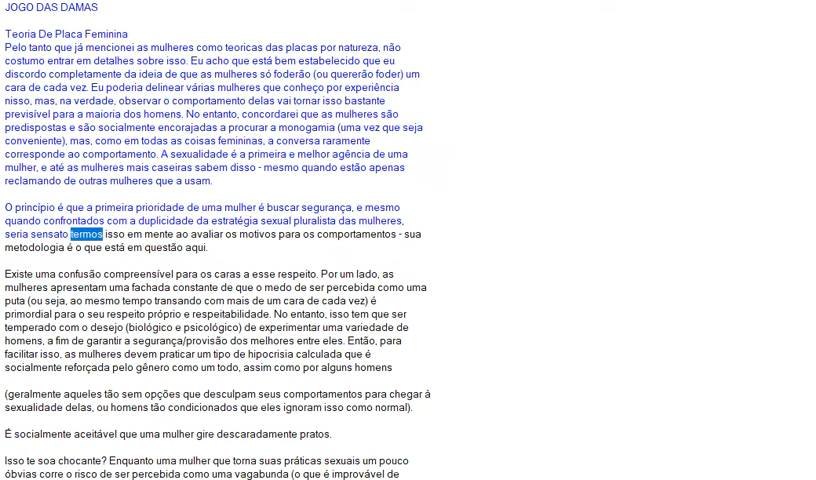 JOGO DAS DAMAS
Teoria De Placa Feminina
Pelo tanto que já mencionei as mulheres como teoricas das placas por natureza, não
costumo entrar em detalhes sobre isso. Eu acho que está bem estabelecido que eu
discordo completamente da ideia de que as mulheres só foderão (ou quererão foder) um
cara de cada vez. Eu poderia delinear várias mulheres que conheço por experiência
nisso, mas, na verdade, observar o comportamento delas vai tornar isso bastante
previsível para a maioria dos homens. No entanto, concordarei que as mulheres são
predispostas e são socialmente encorajadas a procurar a monogamia (uma vez que seja
conveniente), mas, como em todas as coisas femininas, a conversa raramente
corresponde ao comportamento. A sexualidade é a primeira e melhor agência de uma
mulher, e até as mulheres mais caseiras sabem disso - mesmo quando estão apenas
reclamando de outras mulheres que a usam.
O princípio é que a primeira prioridade de uma mulher é buscar segurança, e mesmo
quando confrontados com a duplicidade da estratégia sexual pluralista das mulheres,
seria sensato termos isso em mente ao avaliar os motivos para os comportamentos - sua
metodologia é o que está em questão aqui.
Existe uma confusão compreensível para os caras a esse respeito. Por um lado, as
mulheres apresentam uma fachada constante de que o medo de ser percebida como uma
puta (ou seja, ao mesmo tempo transando com mais de um cara de cada vez) é
primordial para o seu respeito próprio e respeitabilidade. No entanto, isso tem que ser
temperado com o desejo (biológico e psicológico) de experimentar uma variedade de
homens, a fim de garantir a segurança/provisão dos melhores entre eles. Então, para
facilitar isso, as mulheres devem praticar um tipo de hipocrisia calculada que é
socialmente reforçada pelo gênero como um todo, assim como por alguns homens
(geralmente aqueles tão sem opções que desculpam seus comportamentos para chegar à
sexualidade delas, ou homens tão condicionados que eles ignoram isso como normal).
É socialmente aceitável que uma mulher gire descaradamente pratos.
Isso te soa chocante? Enquanto uma mulher que torna suas práticas sexuais um pouco
óbvias corre o risco de ser percebida como uma vagabunda (o que é improvável de